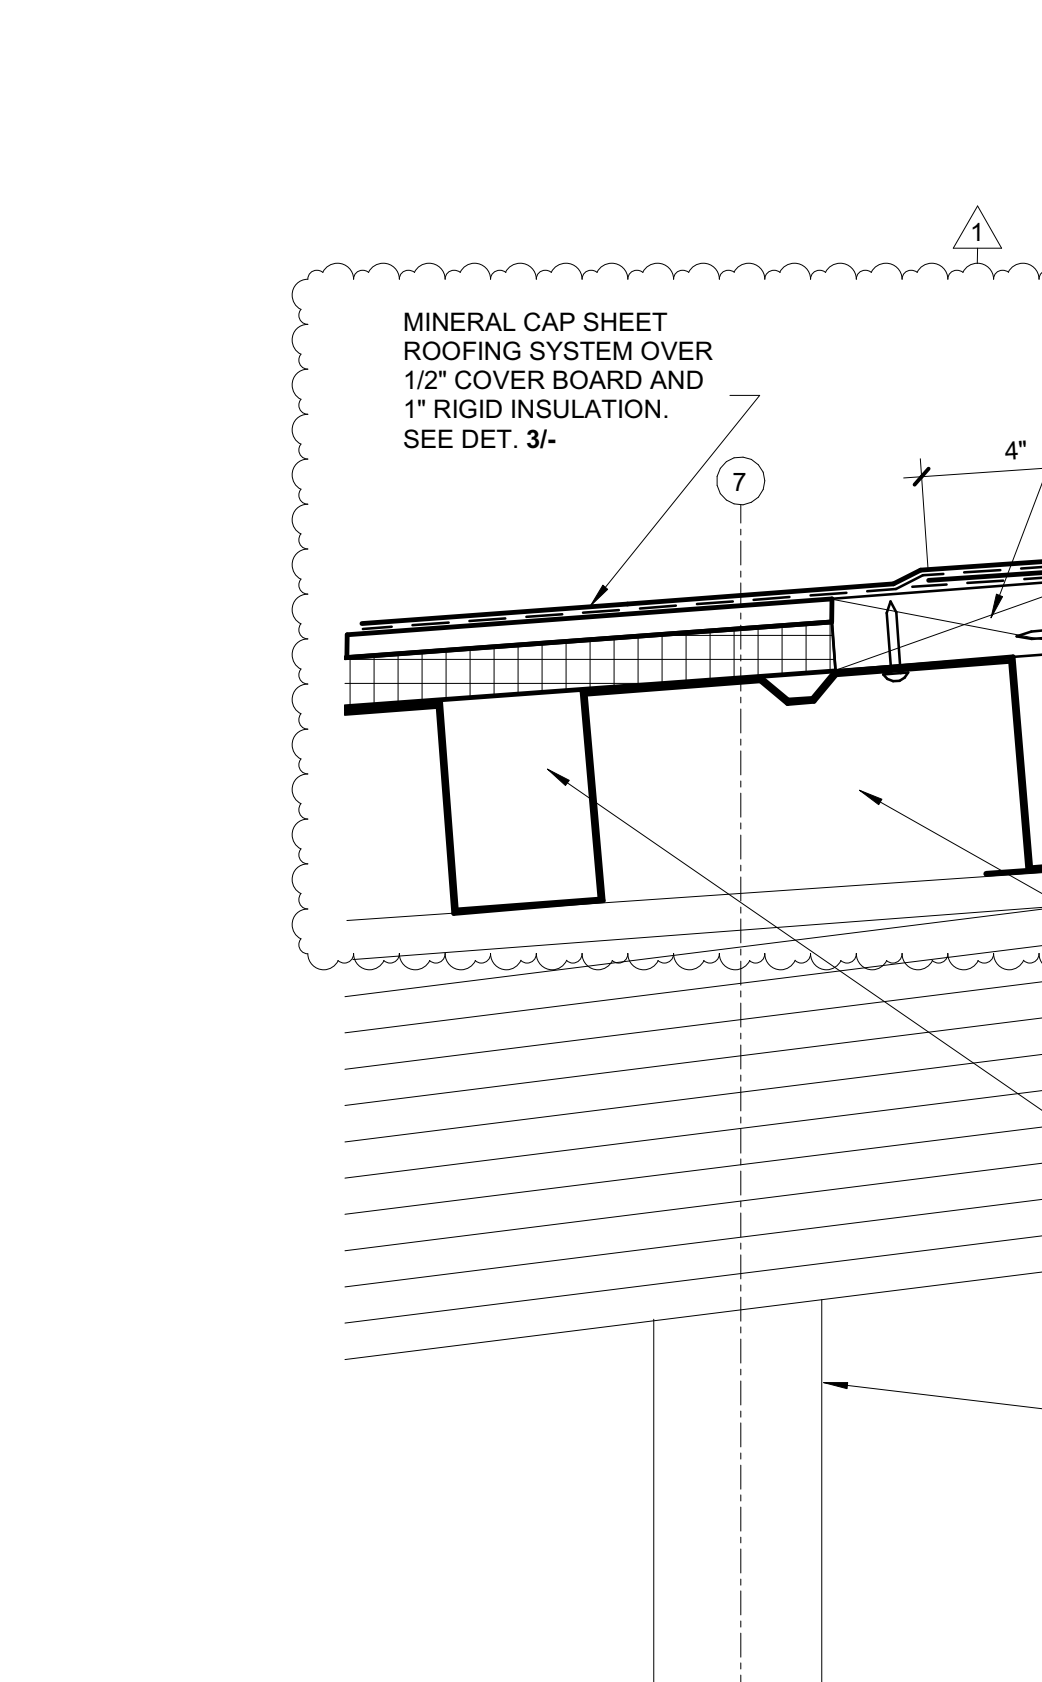 1
MINERAL CAP SHEET
ROOFING SYSTEM OVER
1/2" COVER BOARD AND
1" RIGID INSULATION.
SEE DET. 3/-
4"
7